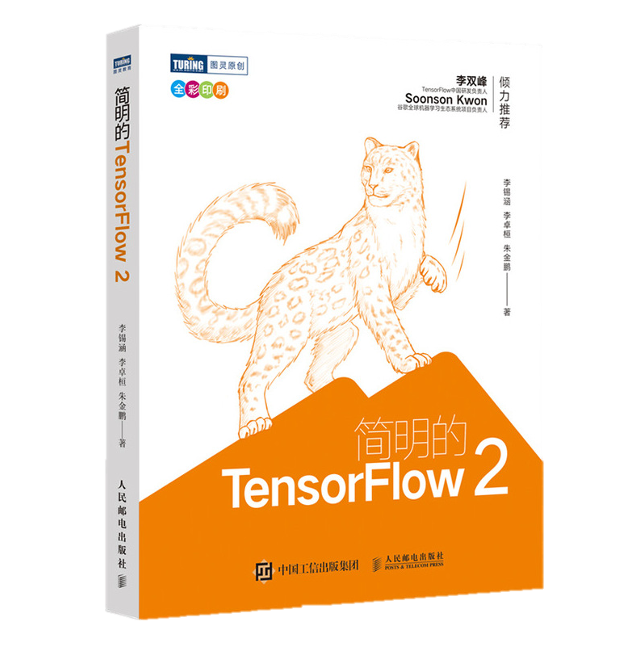 TURING
图灵原创
简明的TensorFlow 2
李锡涵 李卓桓 朱金鹏——著
人民邮电出版社
TURING 图灵原创
全彩印刷
李双峰
TensorFlow中国研发负责人
Soonson Kwon
谷歌全球机器学习生态系统项目负责人
倾力推荐
李锡涵 李卓桓 朱金鹏——著
简明的
TensorFlow 2
中国工信出版集团
人民邮电出版社
POSTS & TELECOM PRESS